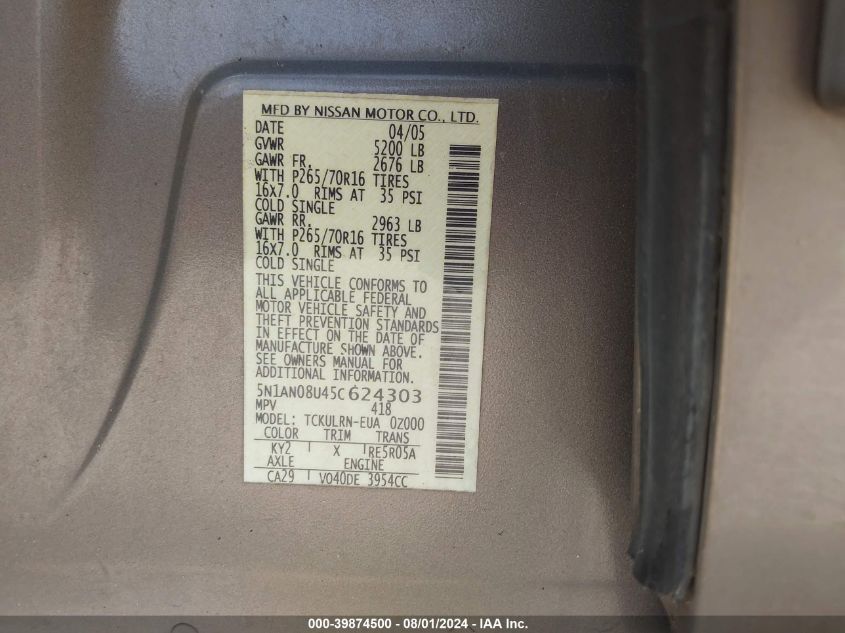 MFD BY NISSAN MOTOR CO., LTD.
DATE 04/05
GVWR 5200 LB
GAWR FR. 2676 LB
WITH P265/70R16 TIRES
16X7.0 RIMS AT 35 PSI
COLD SINGLE
GAWR RR. 2963 LB
WITH P265/70R16 TIRES
16X7.0 RIMS AT 35 PSI
COLD SINGLE
THIS VEHICLE CONFORMS TO
ALL APPLICABLE FEDERAL
MOTOR VEHICLE SAFETY AND
THEFT PREVENTION STANDARDS
IN EFFECT ON THE DATE OF
MANUFACTURE SHOWN ABOVE.
SEE OWNERS MANUAL FOR
ADDITIONAL INFORMATION.
5N1AN08U45C624303
MPV 418
MODEL: TCKULRN-EUA 0Z000
COLOR TRIM TRANS
KY2 X RE5R05A
AXLE ENGINE
CA29 VQ40DE 3954CC
000-39874500 - 08/01/2024 - IAA Inc.